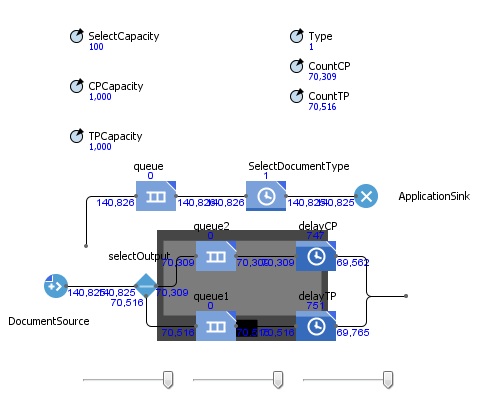 SelectCapacity
100
Type
1
CPCapacity
1,000
CountCP
70,309
CountTP
70,516
TPCapacity
1,000
queue
0
SelectDocumentType
1
140,826
140,826
140,825
140,825
ApplicationSink
queue2
0
delayCP
747
selectOutput
70,309
70,309
70,309
69,562
140,825
140,825
70,516
DocumentSource
queue1
0
delayTP
751
70,516
70,516
69,765